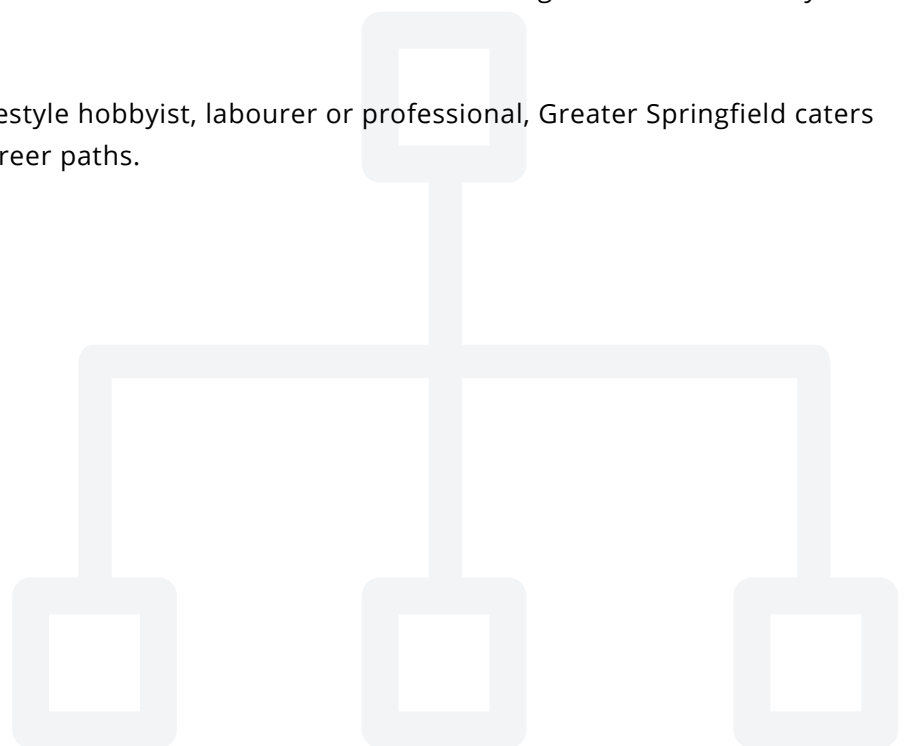 estyle hobbyist, labourer or professional, Greater Springfield caters
reer paths.